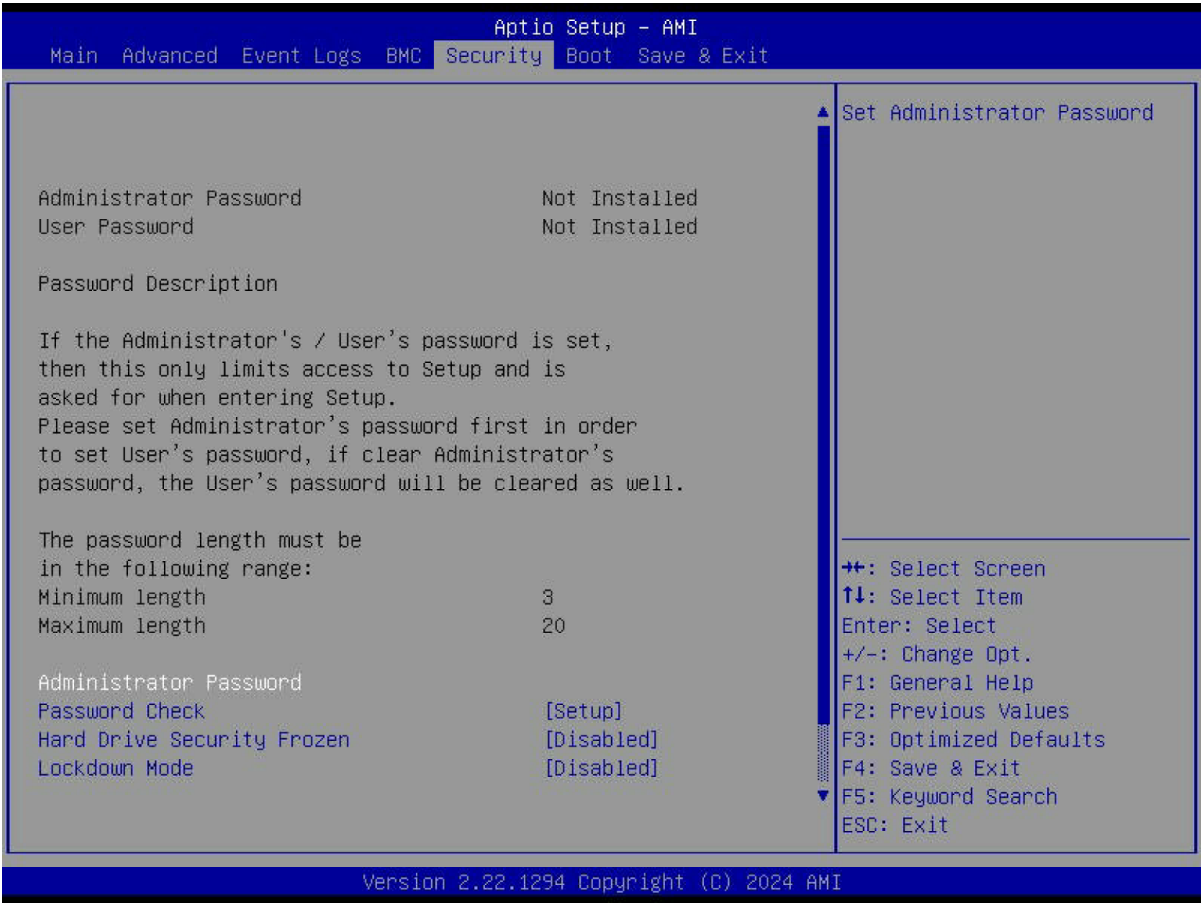 Aptio Setup – AMI
Main Advanced Event Logs BMC Security Boot Save & Exit
Set Administrator Password
Administrator Password Not Installed
User Password Not Installed
Password Description
If the Administrator's / User's password is set,
then this only limits access to Setup and is
asked for when entering Setup.
Please set Administrator's password first in order
to set User's password, if clear Administrator's
password, the User's password will be cleared as well.
The password length must be
in the following range:
Minimum length 3
Maximum length 20
Administrator Password
Password Check [Setup]
Hard Drive Security Frozen [Disabled]
Lockdown Mode [Disabled]
→←: Select Screen
↑↓: Select Item
Enter: Select
+/-: Change Opt.
F1: General Help
F2: Previous Values
F3: Optimized Defaults
F4: Save & Exit
F5: Keyword Search
ESC: Exit
Version 2.22.1294 Copyright (C) 2024 AMI